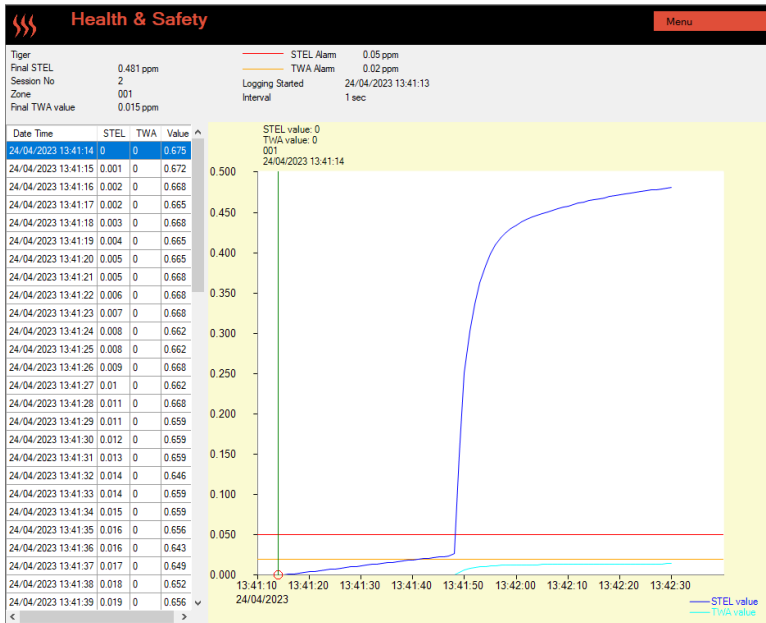 Health & Safety
Menu
Tiger
Final STEL 0.481 ppm
Session No 2
Zone 001
Final TWA value 0.015 ppm
STEL Alarm 0.05 ppm
TWA Alarm 0.02 ppm
Logging Started 24/04/2023 13:41:13
Interval 1 sec
Date Time STEL TWA Value
24/04/2023 13:41:14 0 0 0.675
24/04/2023 13:41:15 0.001 0 0.672
24/04/2023 13:41:16 0.002 0 0.668
24/04/2023 13:41:17 0.002 0 0.665
24/04/2023 13:41:18 0.003 0 0.668
24/04/2023 13:41:19 0.004 0 0.665
24/04/2023 13:41:20 0.005 0 0.665
24/04/2023 13:41:21 0.005 0 0.668
24/04/2023 13:41:22 0.006 0 0.668
24/04/2023 13:41:23 0.007 0 0.668
24/04/2023 13:41:24 0.008 0 0.662
24/04/2023 13:41:25 0.008 0 0.662
24/04/2023 13:41:26 0.009 0 0.668
24/04/2023 13:41:27 0.01 0 0.662
24/04/2023 13:41:28 0.011 0 0.668
24/04/2023 13:41:29 0.011 0 0.659
24/04/2023 13:41:30 0.012 0 0.659
24/04/2023 13:41:31 0.013 0 0.659
24/04/2023 13:41:32 0.014 0 0.646
24/04/2023 13:41:33 0.014 0 0.659
24/04/2023 13:41:34 0.015 0 0.659
24/04/2023 13:41:35 0.016 0 0.656
24/04/2023 13:41:36 0.016 0 0.643
24/04/2023 13:41:37 0.017 0 0.649
24/04/2023 13:41:38 0.018 0 0.652
24/04/2023 13:41:39 0.019 0 0.656
STEL value: 0
TWA value: 0
001
24/04/2023 13:41:14
0.500
0.450
0.400
0.350
0.300
0.250
0.200
0.150
0.100
0.050
0.000
13:41:10 13:41:20 13:41:30 13:41:40 13:41:50 13:42:00 13:42:10 13:42:20 13:42:30
24/04/2023
STEL value
TWA value